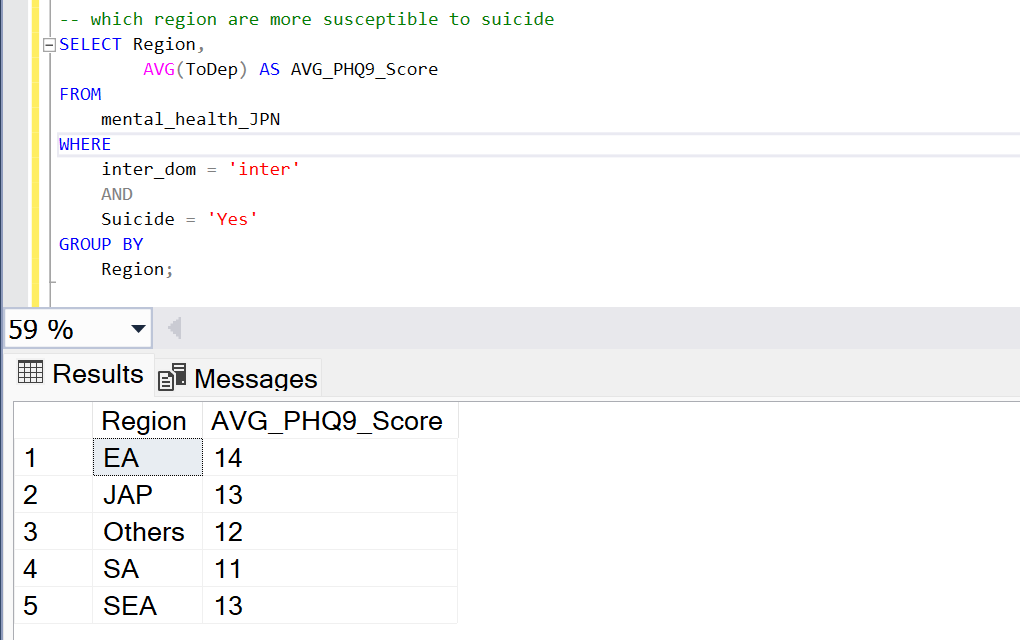 -- which region are more susceptible to suicide
SELECT Region,
AVG(ToDep) AS AVG_PHQ9_Score
FROM
mental_health_JPN
WHERE
inter_dom = 'inter'
AND
Suicide = 'Yes'
GROUP BY
Region;
59 %
Results Messages
Region AVG_PHQ9_Score
1 EA 14
2 JAP 13
3 Others 12
4 SA 11
5 SEA 13